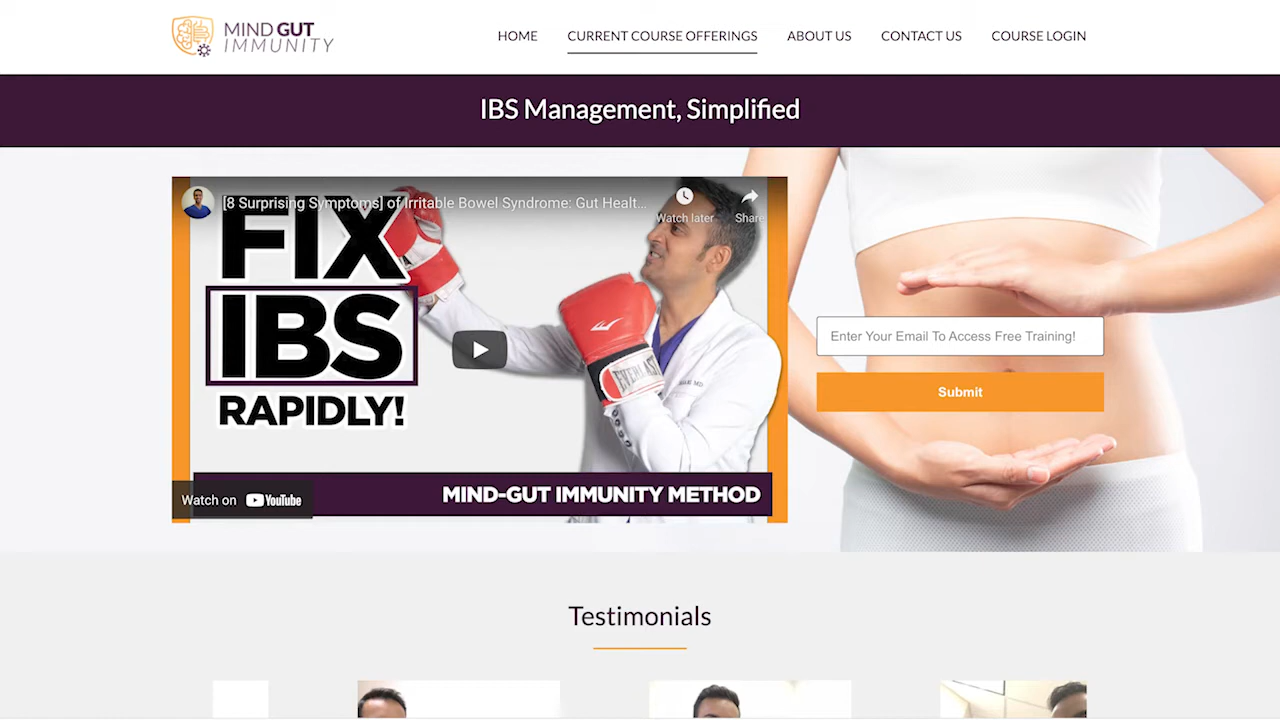 MIND GUT
IMMUNITY
HOME
CURRENT COURSE OFFERINGS
ABOUT US
CONTACT US
COURSE LOGIN
IBS Management, Simplified
[8 Surprising Symptoms] of Irritable Bowel Syndrome: Gut Healt...
Watch later
Share
FIX
IBS
RAPIDLY!
EVERLAST
MD
Watch on YouTube
MIND-GUT IMMUNITY METHOD
Enter Your Email To Access Free Training!
Submit
Testimonials